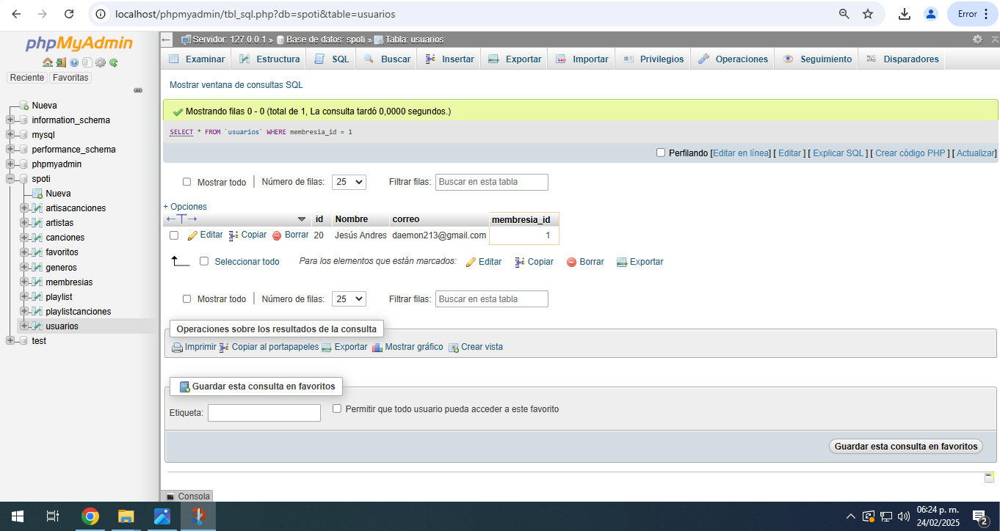 localhost/phpmyadmin/tbl_sql.php?db=spoti&table=usuarios
Error
phpMyAdmin
Reciente Favoritas
Nueva
information_schema
mysql
performance_schema
phpmyadmin
spoti
Nueva
artisacanciones
artistas
canciones
favoritos
generos
membresias
playlist
playlistcanciones
usuarios
test
Servidor: 127.0.0.1 » Base de datos: spoti » Tabla: usuarios
Examinar Estructura SQL Buscar Insertar Exportar Importar Privilegios Operaciones Seguimiento Disparadores
Mostrar ventana de consultas SQL
Mostrando filas 0 - 0 (total de 1, La consulta tardó 0,0000 segundos.)
SELECT * FROM `usuarios` WHERE membresia_id = 1
Perfilando [Editar en línea] [ Editar ] [ Explicar SQL ] [ Crear código PHP ] [ Actualizar]
Mostrar todo Número de filas: 25 Filtrar filas: Buscar en esta tabla
+ Opciones
←T→ id Nombre correo membresia_id
Editar Copiar Borrar 20 Jesús Andres daemon213@gmail.com 1
Seleccionar todo Para los elementos que están marcados: Editar Copiar Borrar Exportar
Mostrar todo Número de filas: 25 Filtrar filas: Buscar en esta tabla
Operaciones sobre los resultados de la consulta
Imprimir Copiar al portapapeles Exportar Mostrar gráfico Crear vista
Guardar esta consulta en favoritos
Etiqueta: Permitir que todo usuario pueda acceder a este favorito
Guardar esta consulta en favoritos
Consola
06:24 p. m.
24/02/2025
2